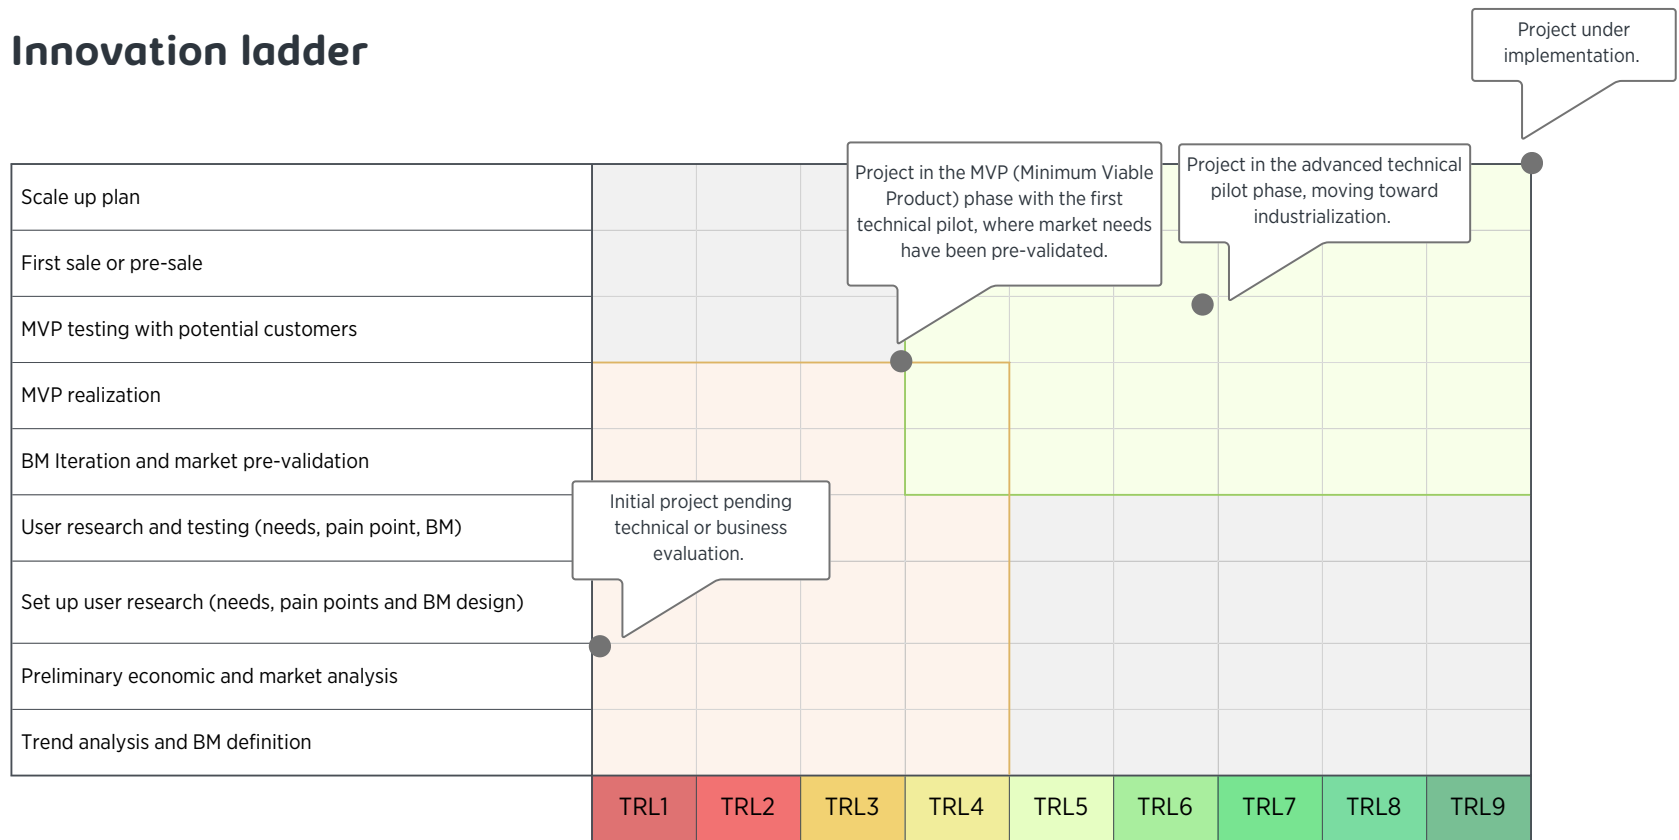 Innovation ladder
Project under
implementation.
Project in the MVP (Minimum Viable
Product) phase with the first
technical pilot, where market needs
have been pre-validated.
Project in the advanced technical
pilot phase, moving toward
industrialization.
Scale up plan
First sale or pre-sale
MVP testing with potential customers
MVP realization
BM Iteration and market pre-validation
Initial project pending
technical or business
evaluation.
User research and testing (needs, pain point, BM)
Set up user research (needs, pain points and BM design)
Preliminary economic and market analysis
Trend analysis and BM definition
TRL1 TRL2 TRL3 TRL4 TRL5 TRL6 TRL7 TRL8 TRL9